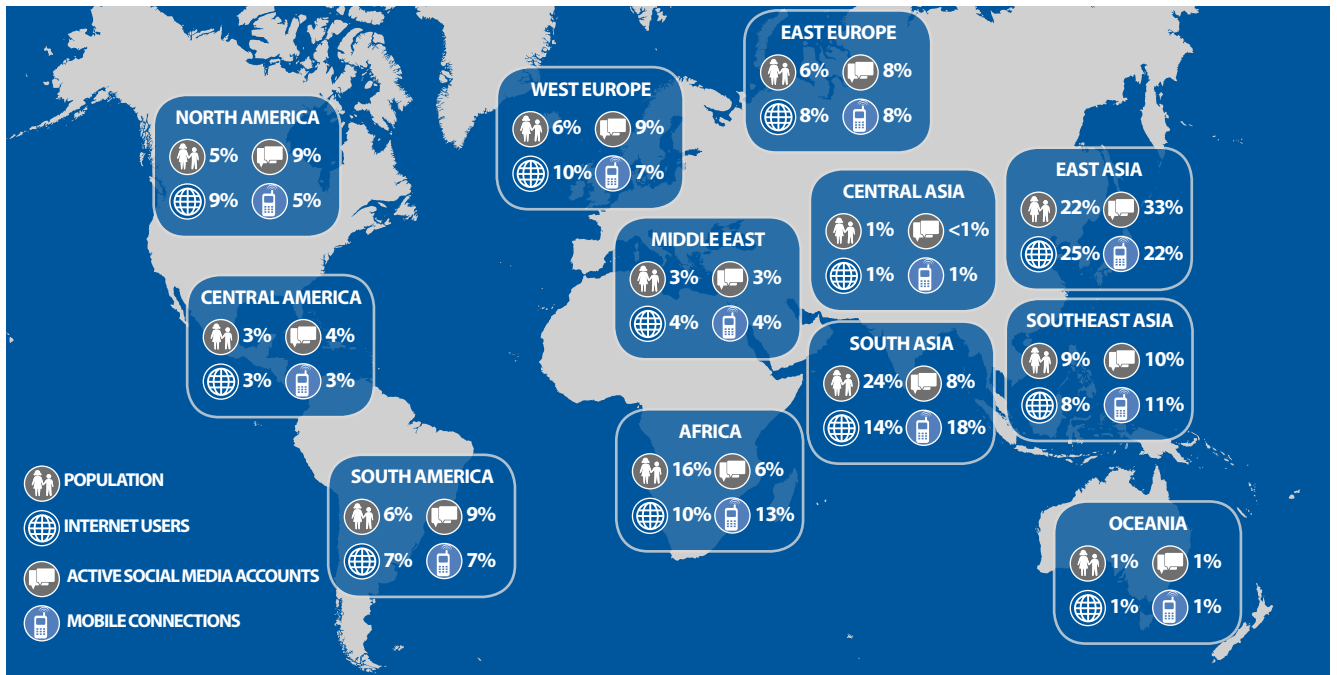 EAST EUROPE
6% 8%
8% 8%
WEST EUROPE
6% 9%
10% 7%
NORTH AMERICA
5% 9%
9% 5%
CENTRAL ASIA
1% <1%
1% 1%
EAST ASIA
22% 33%
25% 22%
MIDDLE EAST
3% 3%
4% 4%
CENTRAL AMERICA
3% 4%
3% 3%
SOUTH ASIA
24% 8%
14% 18%
SOUTHEAST ASIA
9% 10%
8% 11%
AFRICA
16% 6%
10% 13%
SOUTH AMERICA
6% 9%
7% 7%
OCEANIA
1% 1%
1% 1%
POPULATION
INTERNET USERS
ACTIVE SOCIAL MEDIA ACCOUNTS
MOBILE CONNECTIONS